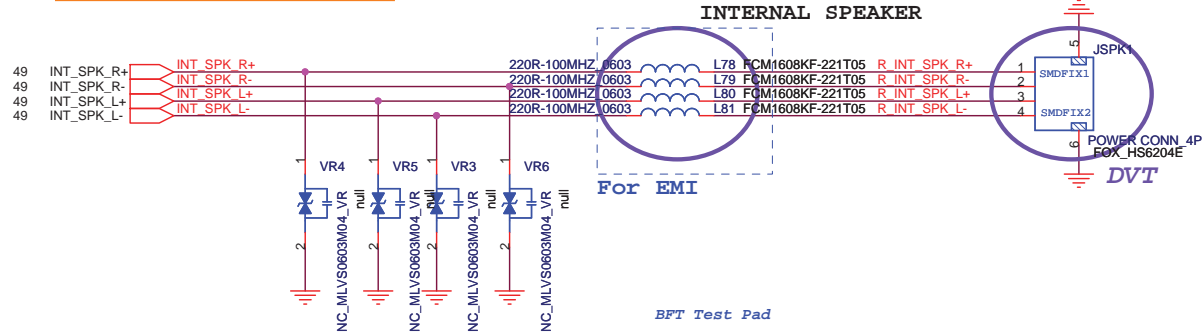 INTERNAL SPEAKER
5
JSPK1
49 INT_SPK_R+ INT_SPK_R+ 220R-100MHZ_0603 L78 FCM1608KF-221T05 R_INT_SPK_R+ 1 SMDFIX1
49 INT_SPK_R- INT_SPK_R- 220R-100MHZ_0603 L79 FCM1608KF-221T05 R_INT_SPK_R- 2
49 INT_SPK_L+ INT_SPK_L+ 220R-100MHZ_0603 L80 FCM1608KF-221T05 R_INT_SPK_L+ 3
49 INT_SPK_L- INT_SPK_L- 220R-100MHZ_0603 L81 FCM1608KF-221T05 R_INT_SPK_L- 4 SMDFIX2
6
POWER CONN_4P
FOX_HS6204E
DVT
For EMI
1 VR4 1 VR5 1 VR3 1 VR6
null null null null
2 2 2 2
NC_MLVS0603M04_VR NC_MLVS0603M04_VR NC_MLVS0603M04_VR NC_MLVS0603M04_VR
BFT Test Pad